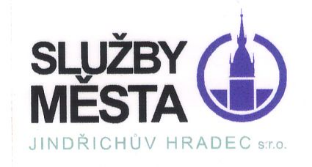 SLUŽBY
MĚSTA
JINDŘICHŮV HRADEC s.r.o.